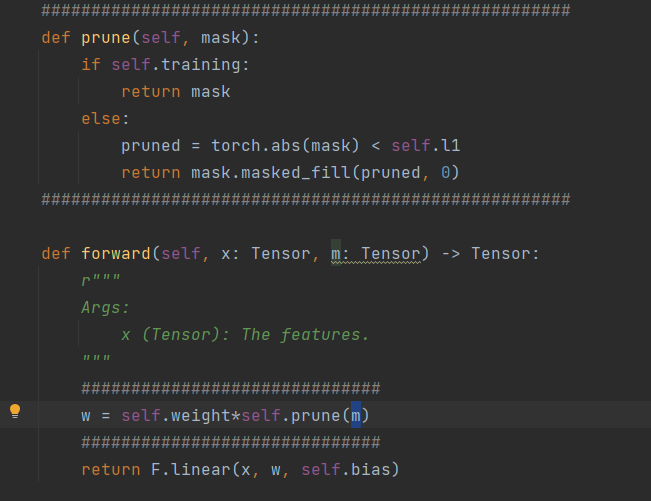 #####################################################
def prune(self, mask):
    if self.training:
        return mask
    else:
        pruned = torch.abs(mask) < self.l1
        return mask.masked_fill(pruned, 0)
#####################################################
def forward(self, x: Tensor, m: Tensor) -> Tensor:
    r"""
    Args:
        x (Tensor): The features.
    """
    ##############################
    w = self.weight*self.prune(m)
    ##############################
    return F.linear(x, w, self.bias)